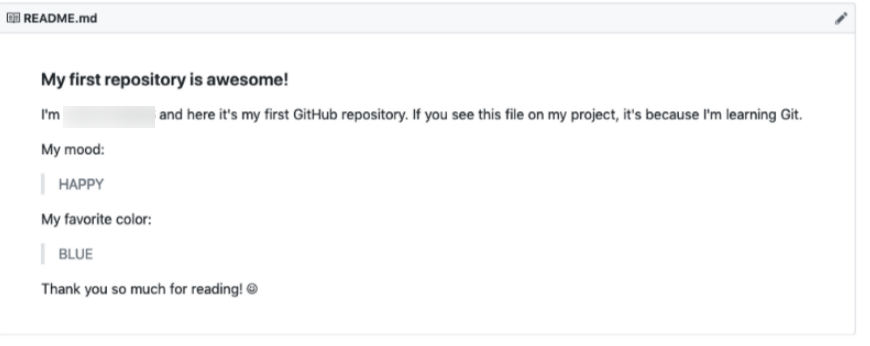 README.md
My first repository is awesome!
I'm and here it's my first GitHub repository. If you see this file on my project, it's because I'm learning Git.
My mood:
HAPPY
My favorite color:
BLUE
Thank you so much for reading! 😀